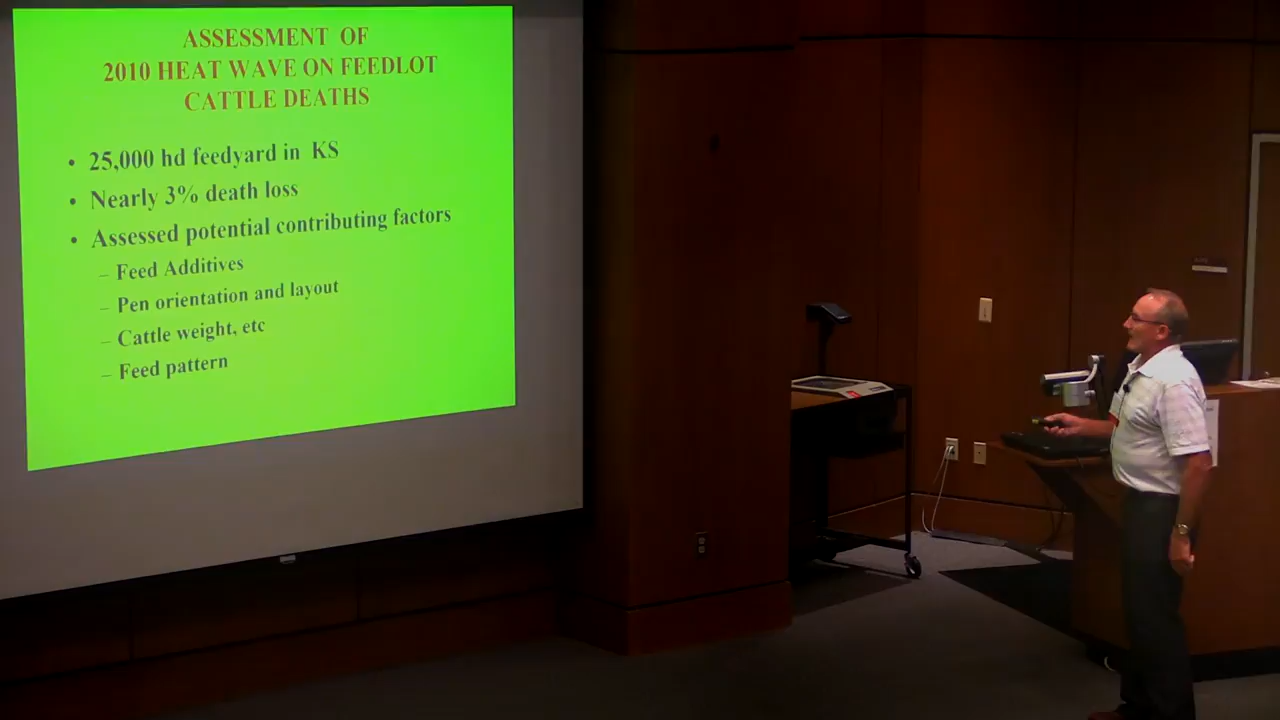 ASSESSMENT OF
2010 HEAT WAVE ON FEEDLOT
CATTLE DEATHS
• 25,000 hd feedyard in KS
• Nearly 3% death loss
• Assessed potential contributing factors
– Feed Additives
– Pen orientation and layout
– Cattle weight, etc
– Feed pattern